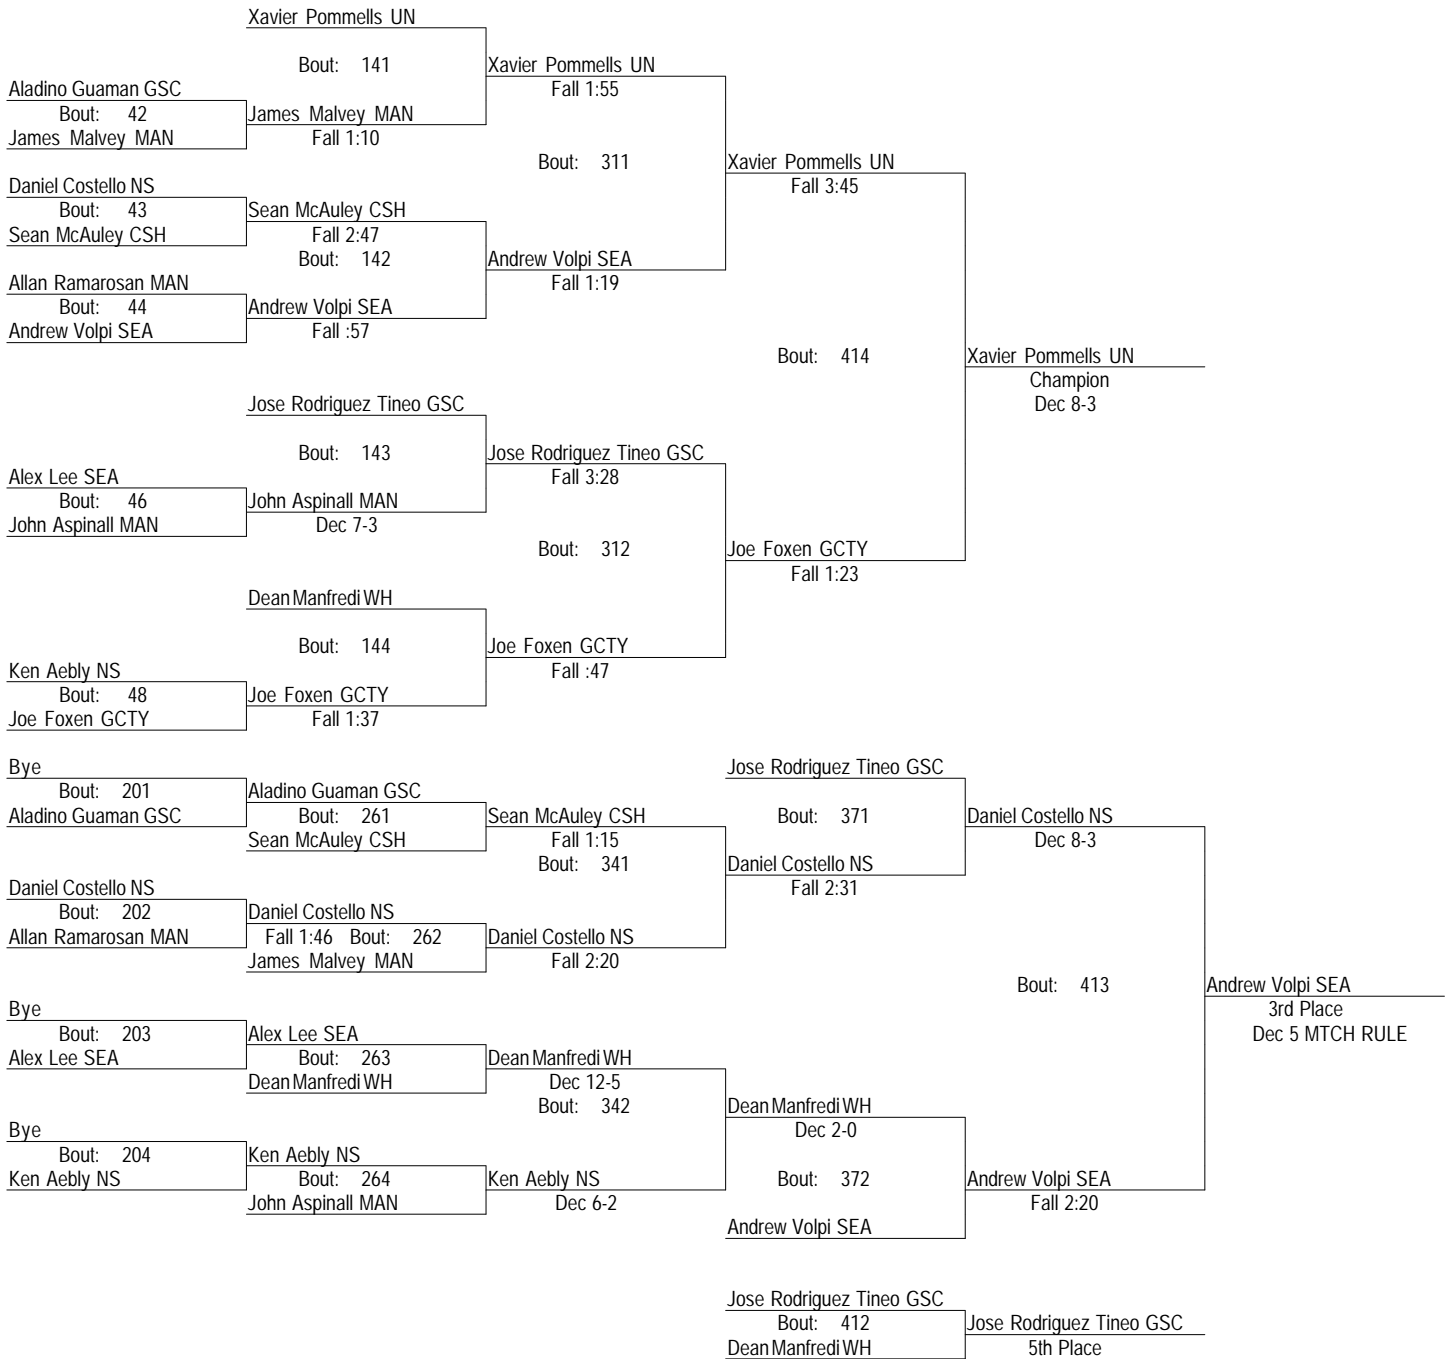 Xavier Pommells UN
Bout: 141
Xavier Pommells UN
Aladino Guaman GSC
Fall 1:55
Bout: 42
James Malvey MAN
James Malvey MAN
Fall 1:10
Bout: 311
Xavier Pommells UN
Daniel Costello NS
Fall 3:45
Bout: 43
Sean McAuley CSH
Sean McAuley CSH
Fall 2:47
Bout: 142
Andrew Volpi SEA
Allan Ramarosan MAN
Fall 1:19
Bout: 44
Andrew Volpi SEA
Andrew Volpi SEA
Fall :57
Bout: 414
Xavier Pommells UN
Champion
Dec 8-3
Jose Rodriguez Tineo GSC
Bout: 143
Jose Rodriguez Tineo GSC
Alex Lee SEA
Fall 3:28
Bout: 46
John Aspinall MAN
John Aspinall MAN
Dec 7-3
Bout: 312
Joe Foxen GCTY
Fall 1:23
Dean Manfredi WH
Bout: 144
Joe Foxen GCTY
Ken Aebly NS
Fall :47
Bout: 48
Joe Foxen GCTY
Joe Foxen GCTY
Fall 1:37
Bye
Jose Rodriguez Tineo GSC
Bout: 201
Aladino Guaman GSC
Aladino Guaman GSC
Bout: 261
Sean McAuley CSH
Bout: 371
Daniel Costello NS
Sean McAuley CSH
Fall 1:15
Dec 8-3
Bout: 341
Daniel Costello NS
Daniel Costello NS
Fall 2:31
Bout: 202
Daniel Costello NS
Allan Ramarosan MAN
Fall 1:46 Bout: 262
Daniel Costello NS
James Malvey MAN
Fall 2:20
Bout: 413
Andrew Volpi SEA
Bye
3rd Place
Bout: 203
Alex Lee SEA
Dec 5 MTCH RULE
Alex Lee SEA
Bout: 263
Dean Manfredi WH
Dean Manfredi WH
Dec 12-5
Bout: 342
Dean Manfredi WH
Bye
Dec 2-0
Bout: 204
Ken Aebly NS
Ken Aebly NS
Bout: 264
Ken Aebly NS
Bout: 372
Andrew Volpi SEA
John Aspinall MAN
Dec 6-2
Fall 2:20
Andrew Volpi SEA
Jose Rodriguez Tineo GSC
Bout: 412
Jose Rodriguez Tineo GSC
Dean Manfredi WH
5th Place